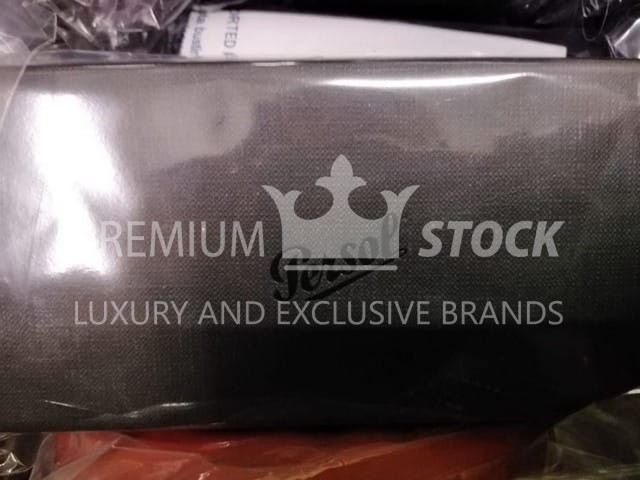 Persol
PREMIUM STOCK
LUXURY AND EXCLUSIVE BRANDS